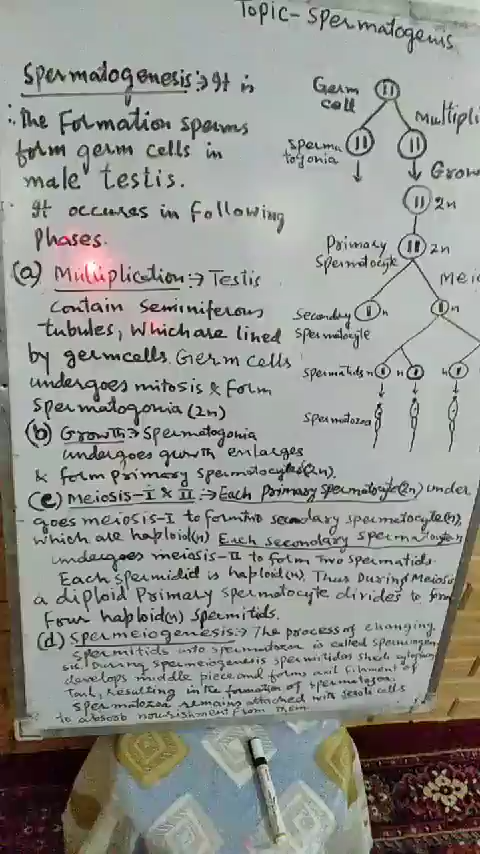 Topic - Spermatogenis
Spermatogenesis :→ It is
∴ The Formation sperms
form germ cells in
male testis.
· It occures in following
Phases.
(a) Multiplication :→ Testis
contain seminiferous
tubules, which are lined
by germcells. Germ cells
undergoes mitosis & form
spermatogonia (2n)
(b) Growth :→ Spermatogonia
undergoes growth enlarges
& form primary spermatocytes(2n)
(c) Meiosis-I & II :→ Each Primary spermatocyte(2n) under
goes meiosis-I to form two secondary spermatocyte(n),
which are haploid(n) Each secondary spermatocyte
undergoes meiosis-II to form Two spermatids.
Each spermidid is haploid(n). Thus During Meiosis
a diploid Primary spermatocyte divides to form
Four haploid(n) spermitids.
(d) Spermeiogenesis :→ The process of changing
spermitids into spermatozoa is called spermiogen
sis. During spermeiogenesis spermitids shed cytoplasm
develops middle piece and forms axil filament of
Tail, resulting in the formation of spermatozoa.
Spermatozoa remains attached with sertoli cells
to absorb nourishment from them.
Germ
cell
Multipli
sperma
togonia
Grow
2n
Primary
Spermatocyte
2n
Mei
Secondary
Spermatocyte
n
n
Spermatids n
n
n
Spermatozoa